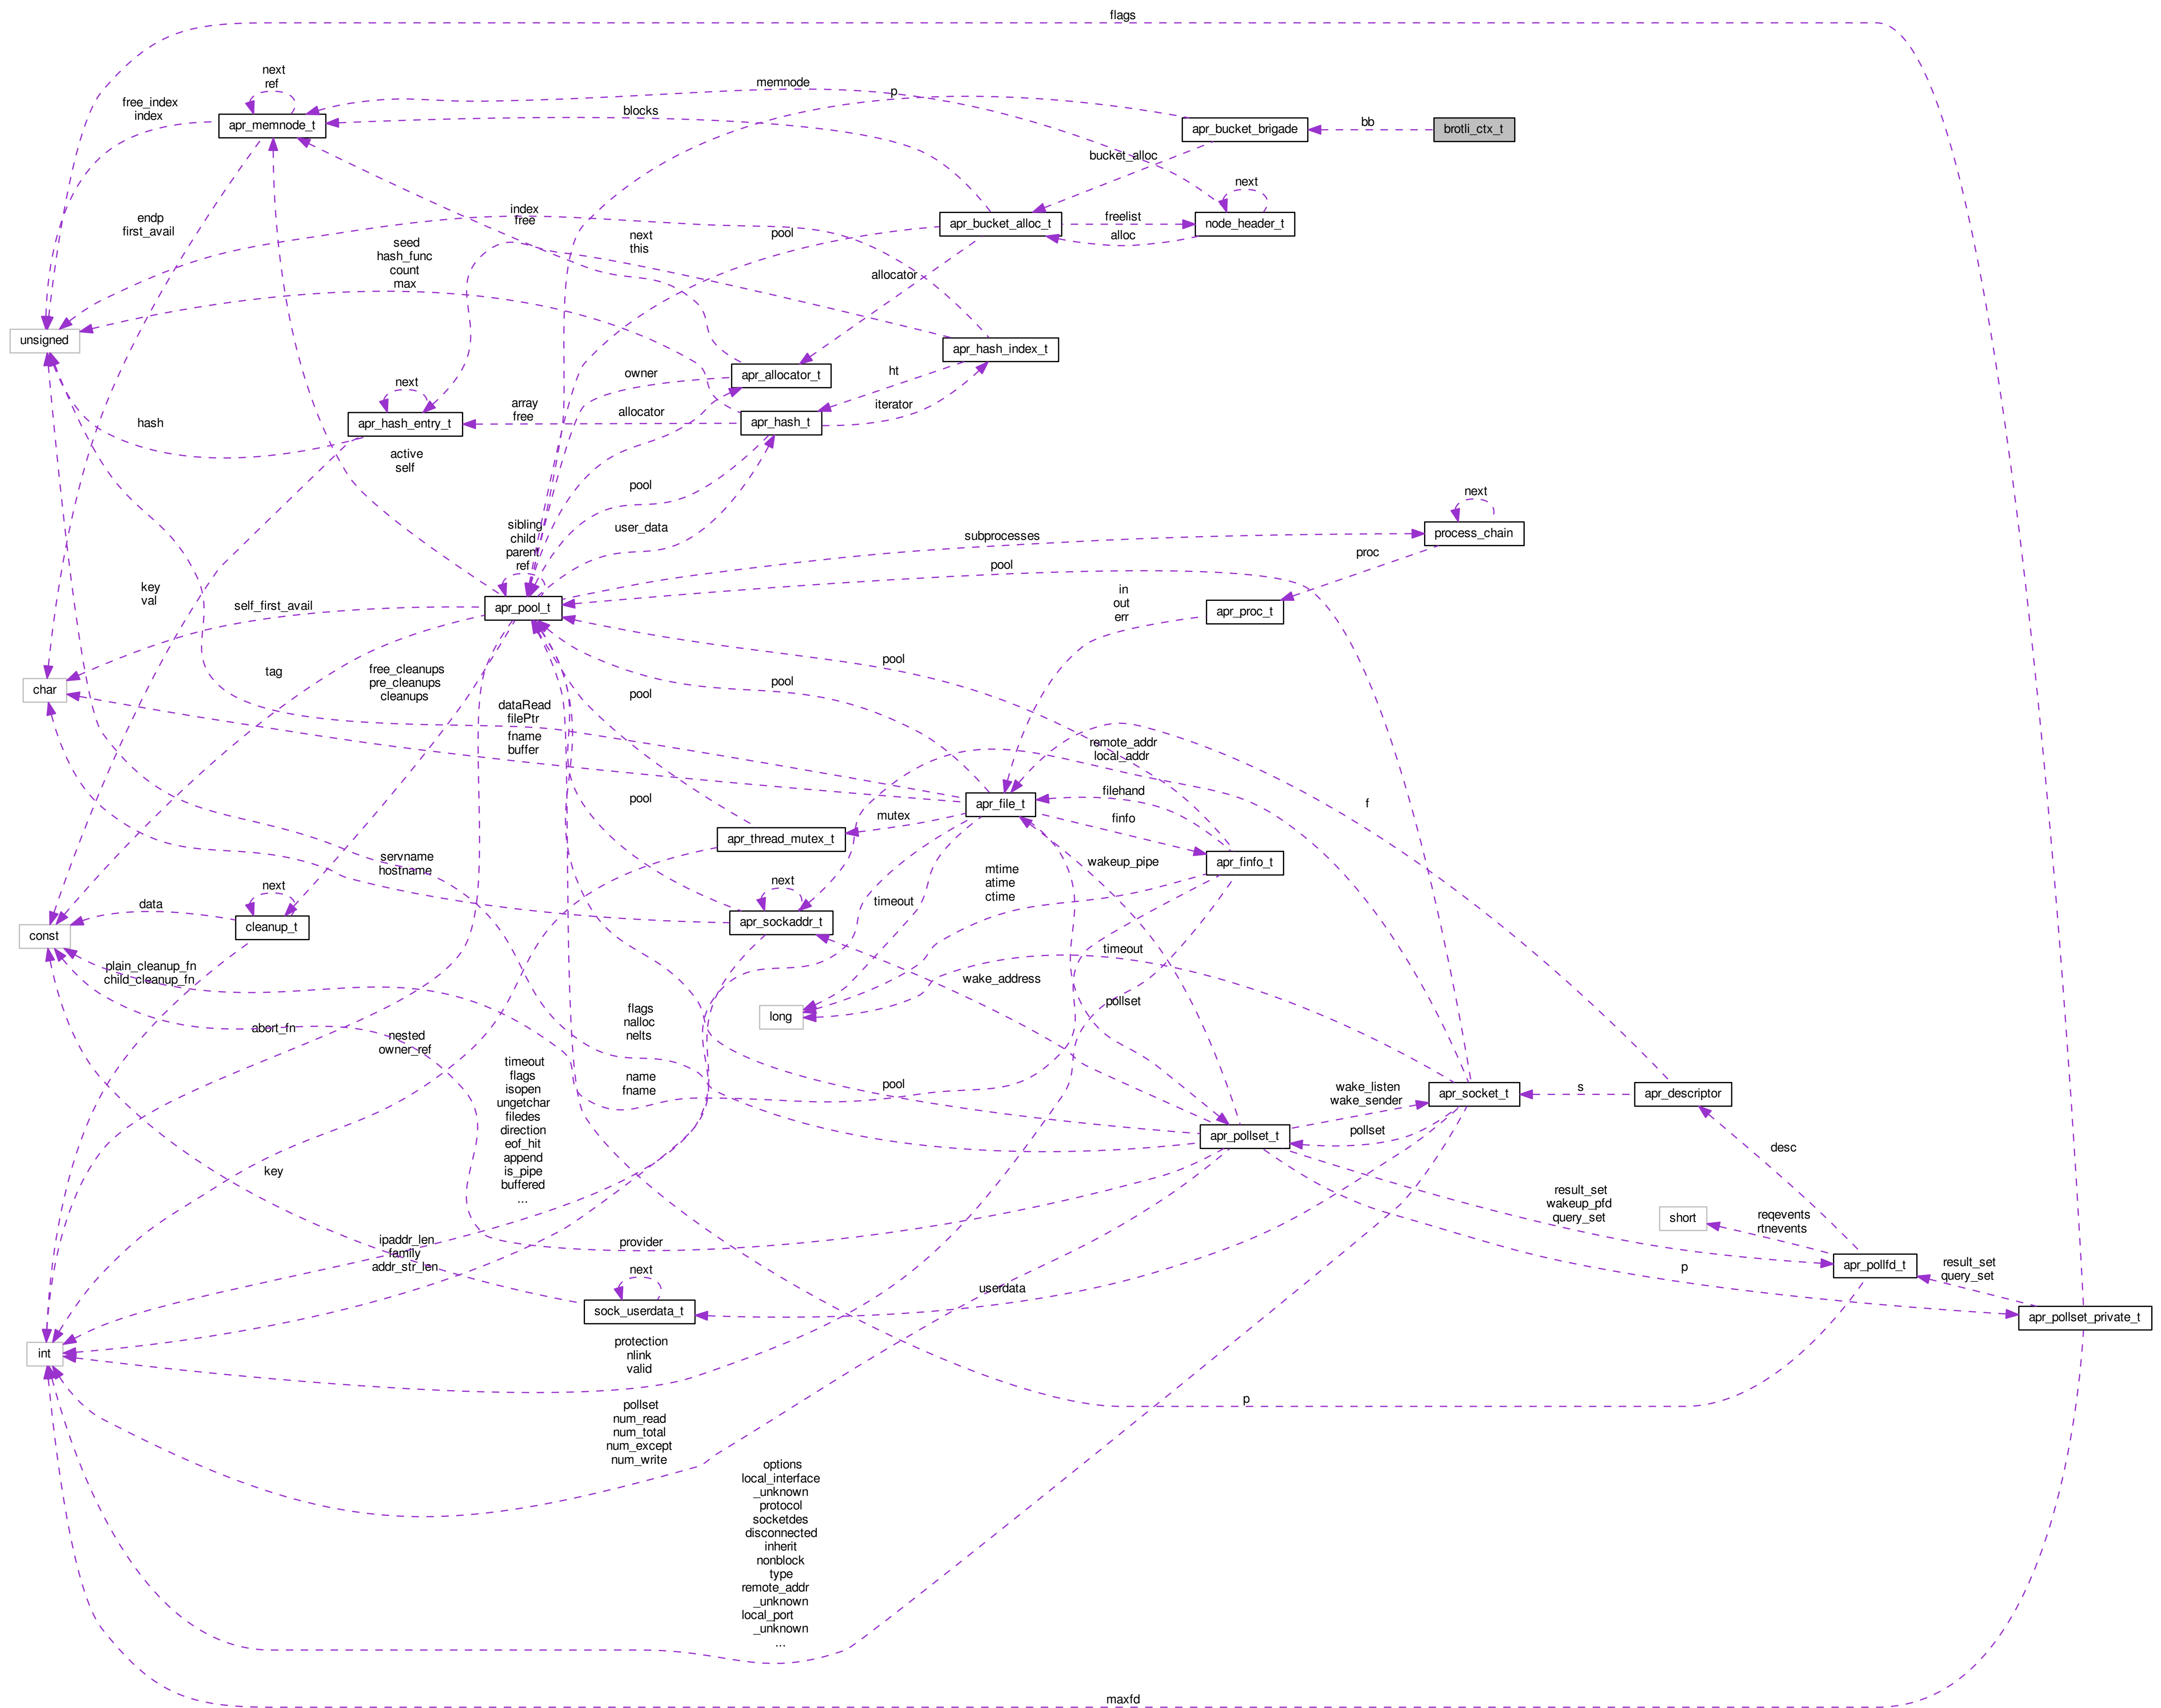 flags
next
ref
memnode
p
free_index
index
blocks
apr_memnode_t
apr_bucket_brigade
bb
brotli_ctx_t
bucket_alloc
next
endp
first_avail
index
free
freelist
apr_bucket_alloc_t
node_header_t
alloc
seed
hash_func
count
max
next
this
pool
allocator
unsigned
apr_hash_index_t
owner
apr_allocator_t
ht
next
array
free
allocator
iterator
hash
apr_hash_entry_t
apr_hash_t
active
self
pool
next
sibling
child
parent
ref
user_data
subprocesses
process_chain
proc
pool
key
val
in
out
err
self_first_avail
apr_pool_t
apr_proc_t
tag
free_cleanups
pre_cleanups
cleanups
pool
pool
pool
char
dataRead
filePtr
fname
buffer
remote_addr
local_addr
pool
filehand
f
apr_file_t
mutex
finfo
apr_thread_mutex_t
servname
hostname
wakeup_pipe
apr_finfo_t
next
next
mtime
atime
ctime
data
timeout
const
cleanup_t
apr_sockaddr_t
timeout
plain_cleanup_fn
child_cleanup_fn
wake_address
pollset
long
abort_fn
nested
owner_ref
flags
nalloc
nelts
timeout
flags
isopen
ungetchar
filedes
direction
eof_hit
append
is_pipe
buffered
...
name
fname
pool
wake_listen
wake_sender
apr_socket_t
s
apr_descriptor
apr_pollset_t
pollset
desc
key
result_set
wakeup_pfd
query_set
short
reqevents
rtnevents
ipaddr_len
family
addr_str_len
provider
p
apr_pollfd_t
result_set
query_set
next
userdata
sock_userdata_t
apr_pollset_private_t
int
protection
nlink
valid
p
pollset
num_read
num_total
num_except
num_write
options
local_interface
_unknown
protocol
socketdes
disconnected
inherit
nonblock
type
remote_addr
_unknown
local_port
_unknown
...
maxfd